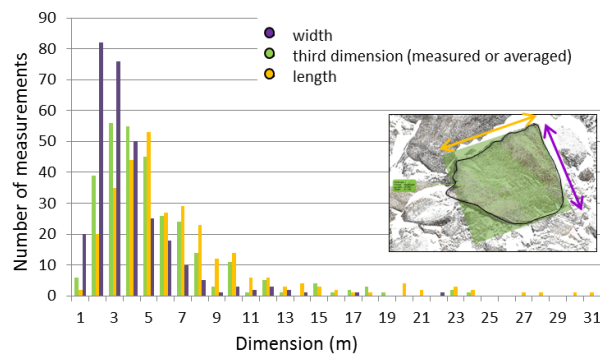 90
80
70
60
50
40
30
20
10
0
Number of measurements
width
third dimension (measured or averaged)
length
1 3 5 7 9 11 13 15 17 19 21 23 25 27 29 31
Dimension (m)